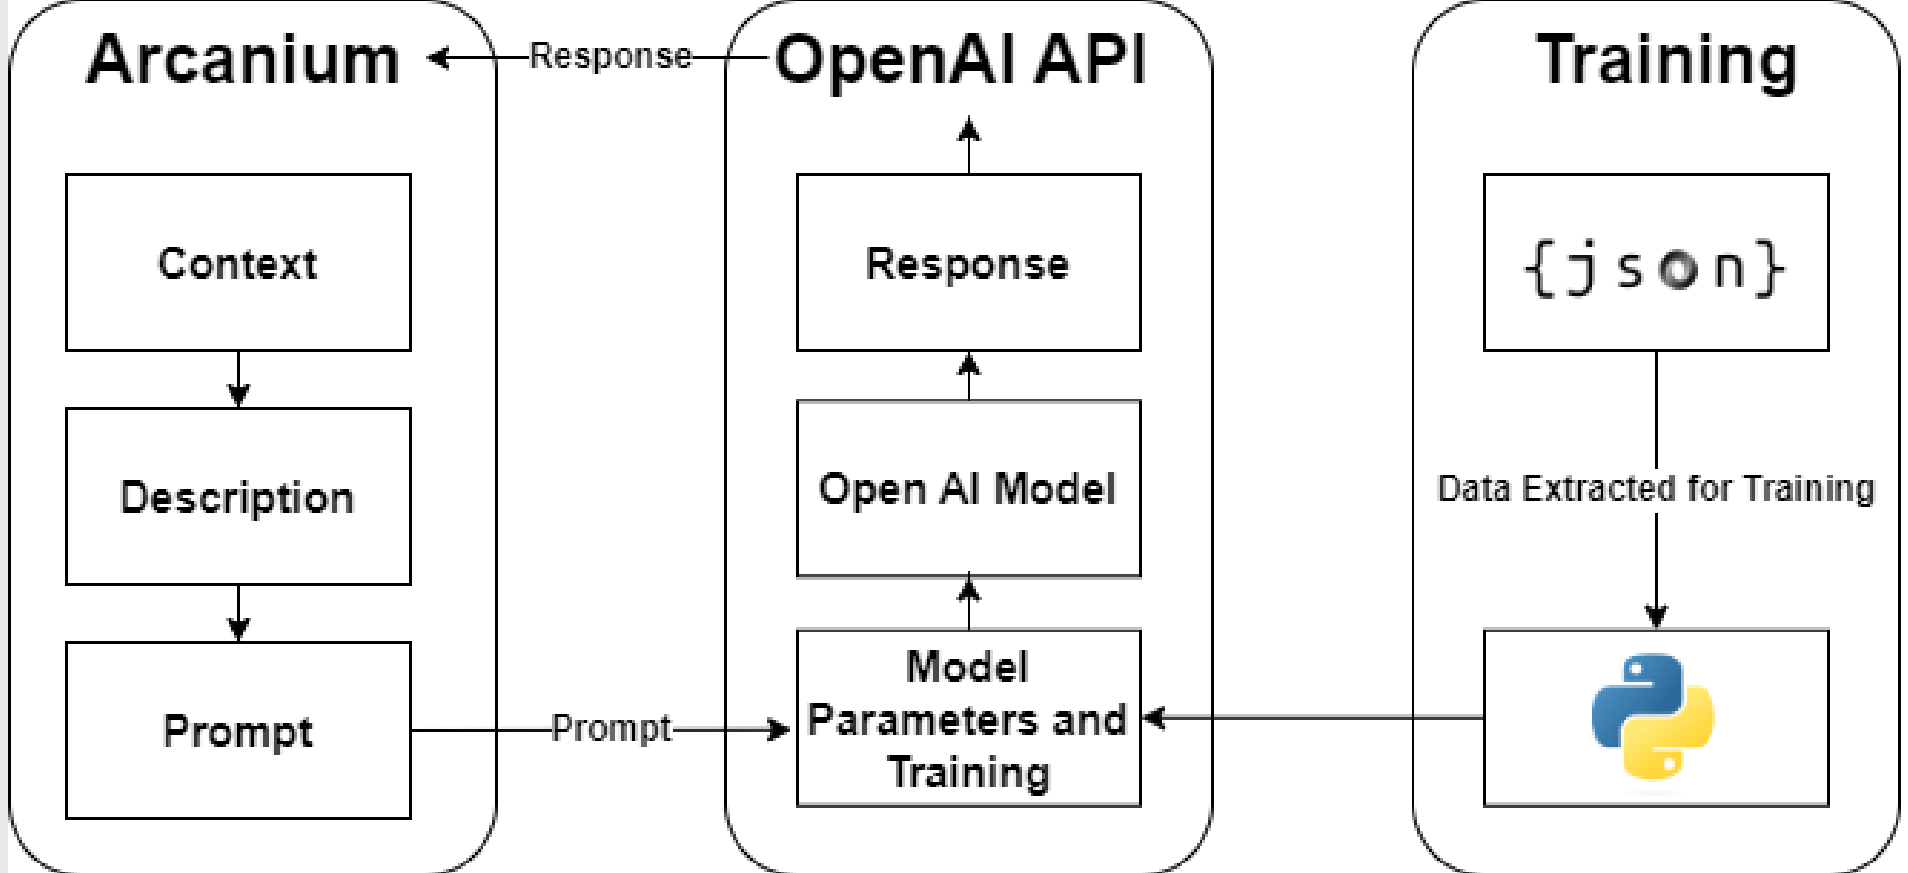 Arcanium
Response
OpenAI API
Training
Context
Response
{json}
Description
Open AI Model
Data Extracted for Training
Prompt
Prompt
Model
Parameters and
Training